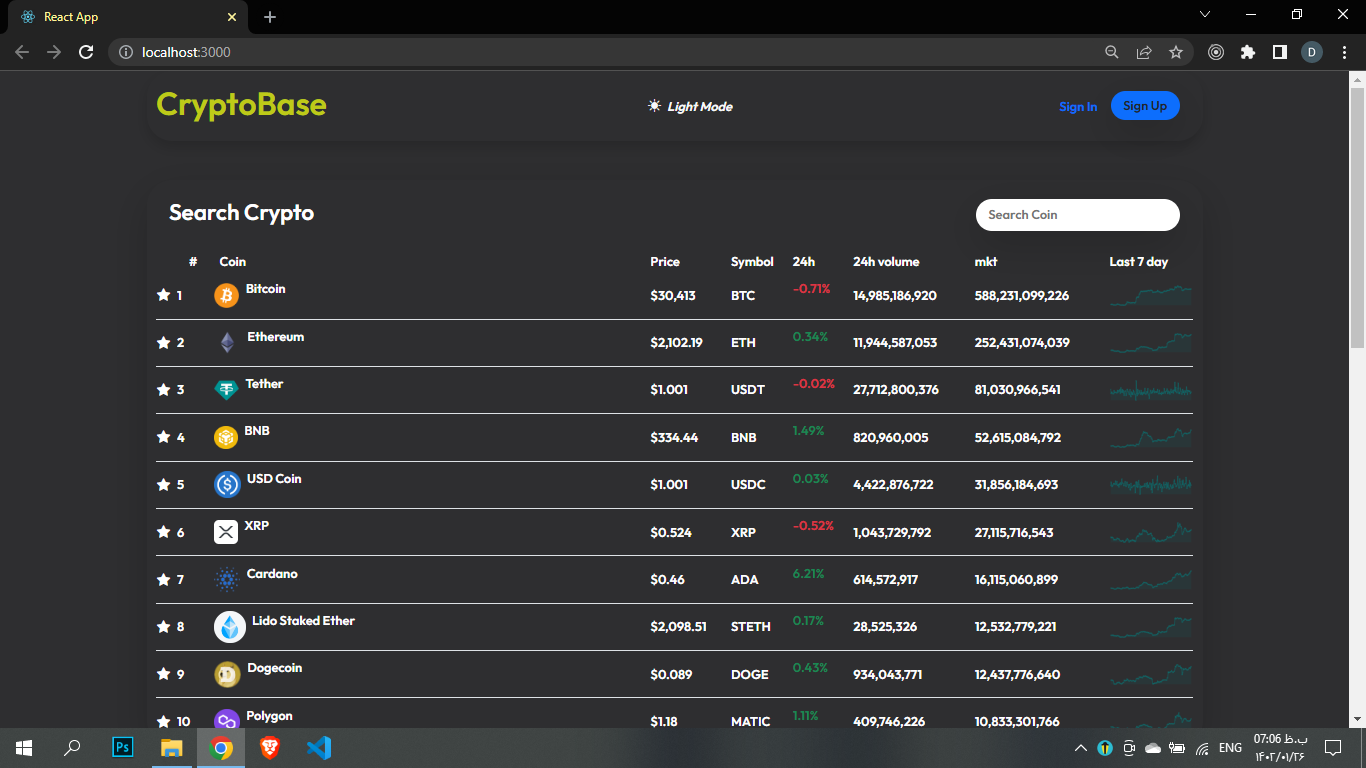 React App
localhost:3000
D
CryptoBase
Light Mode
Sign In
Sign Up
Search Crypto
Search Coin
# Coin Price Symbol 24h 24h volume mkt Last 7 day
1 Bitcoin $30,413 BTC -0.71% 14,985,186,920 588,231,099,226
2 Ethereum $2,102.19 ETH 0.34% 11,944,587,053 252,431,074,039
3 Tether $1.001 USDT -0.02% 27,712,800,376 81,030,966,541
4 BNB $334.44 BNB 1.49% 820,960,005 52,615,084,792
5 USD Coin $1.001 USDC 0.03% 4,422,876,722 31,856,184,693
6 XRP $0.524 XRP -0.52% 1,043,729,792 27,115,716,543
7 Cardano $0.46 ADA 6.21% 614,572,917 16,115,060,899
8 Lido Staked Ether $2,098.51 STETH 0.17% 28,525,326 12,532,779,221
9 Dogecoin $0.089 DOGE 0.43% 934,043,771 12,437,776,640
10 Polygon $1.18 MATIC 1.11% 409,746,226 10,833,301,766
Ps
ENG
07:06 ب.ظ
۱۴۰۲/۰۱/۲۶